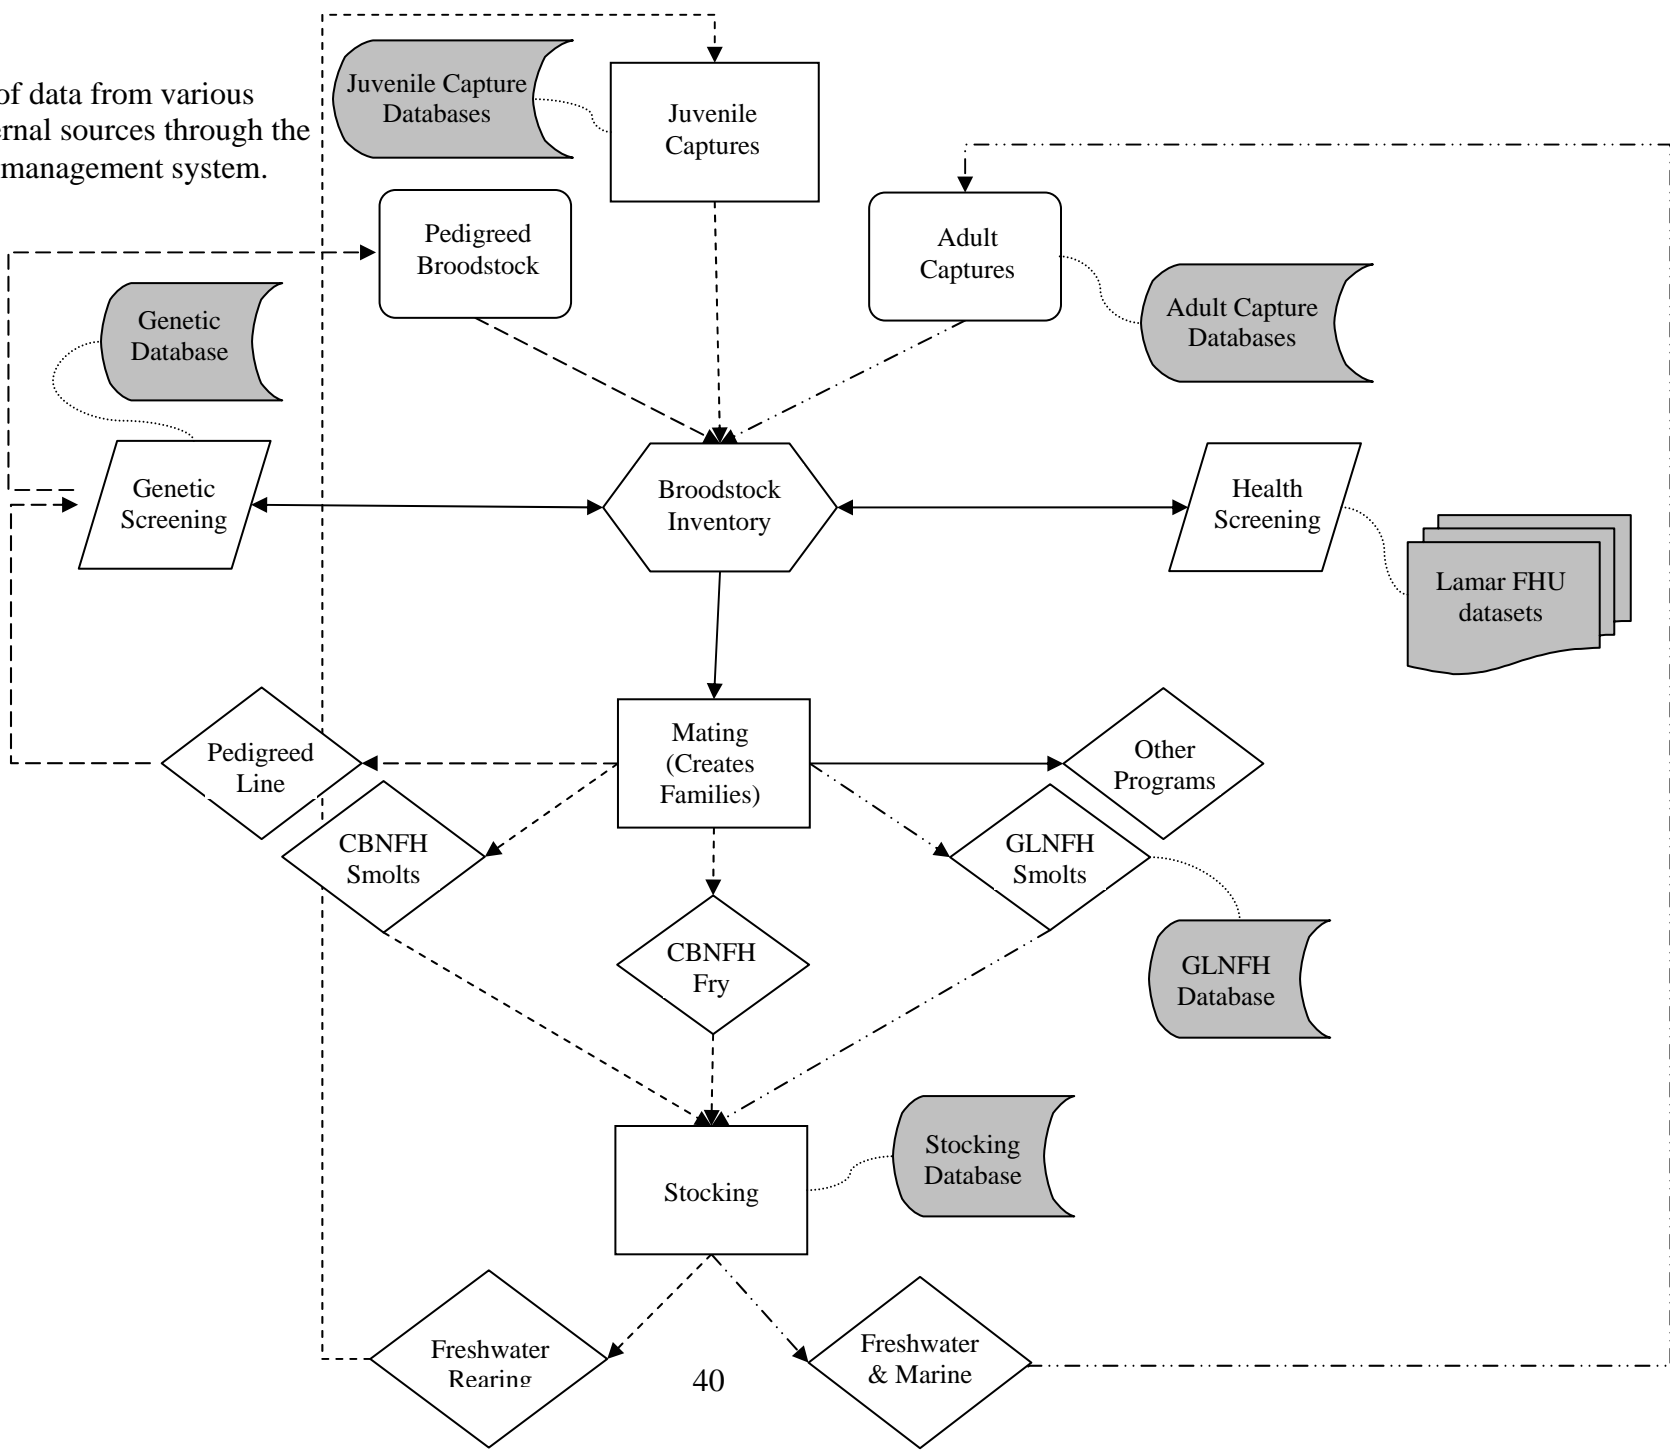 of data from various
ernal sources through the
management system.
Juvenile Capture
Databases
Juvenile
Captures
Pedigreed
Broodstock
Adult
Captures
Genetic
Database
Adult Capture
Databases
Genetic
Screening
Broodstock
Inventory
Health
Screening
Lamar FHU
datasets
Pedigreed
Line
Mating
(Creates
Families)
Other
Programs
CBNFH
Smolts
GLNFH
Smolts
CBNFH
Fry
GLNFH
Database
Stocking
Database
Stocking
Freshwater
Rearing
Freshwater
& Marine
40